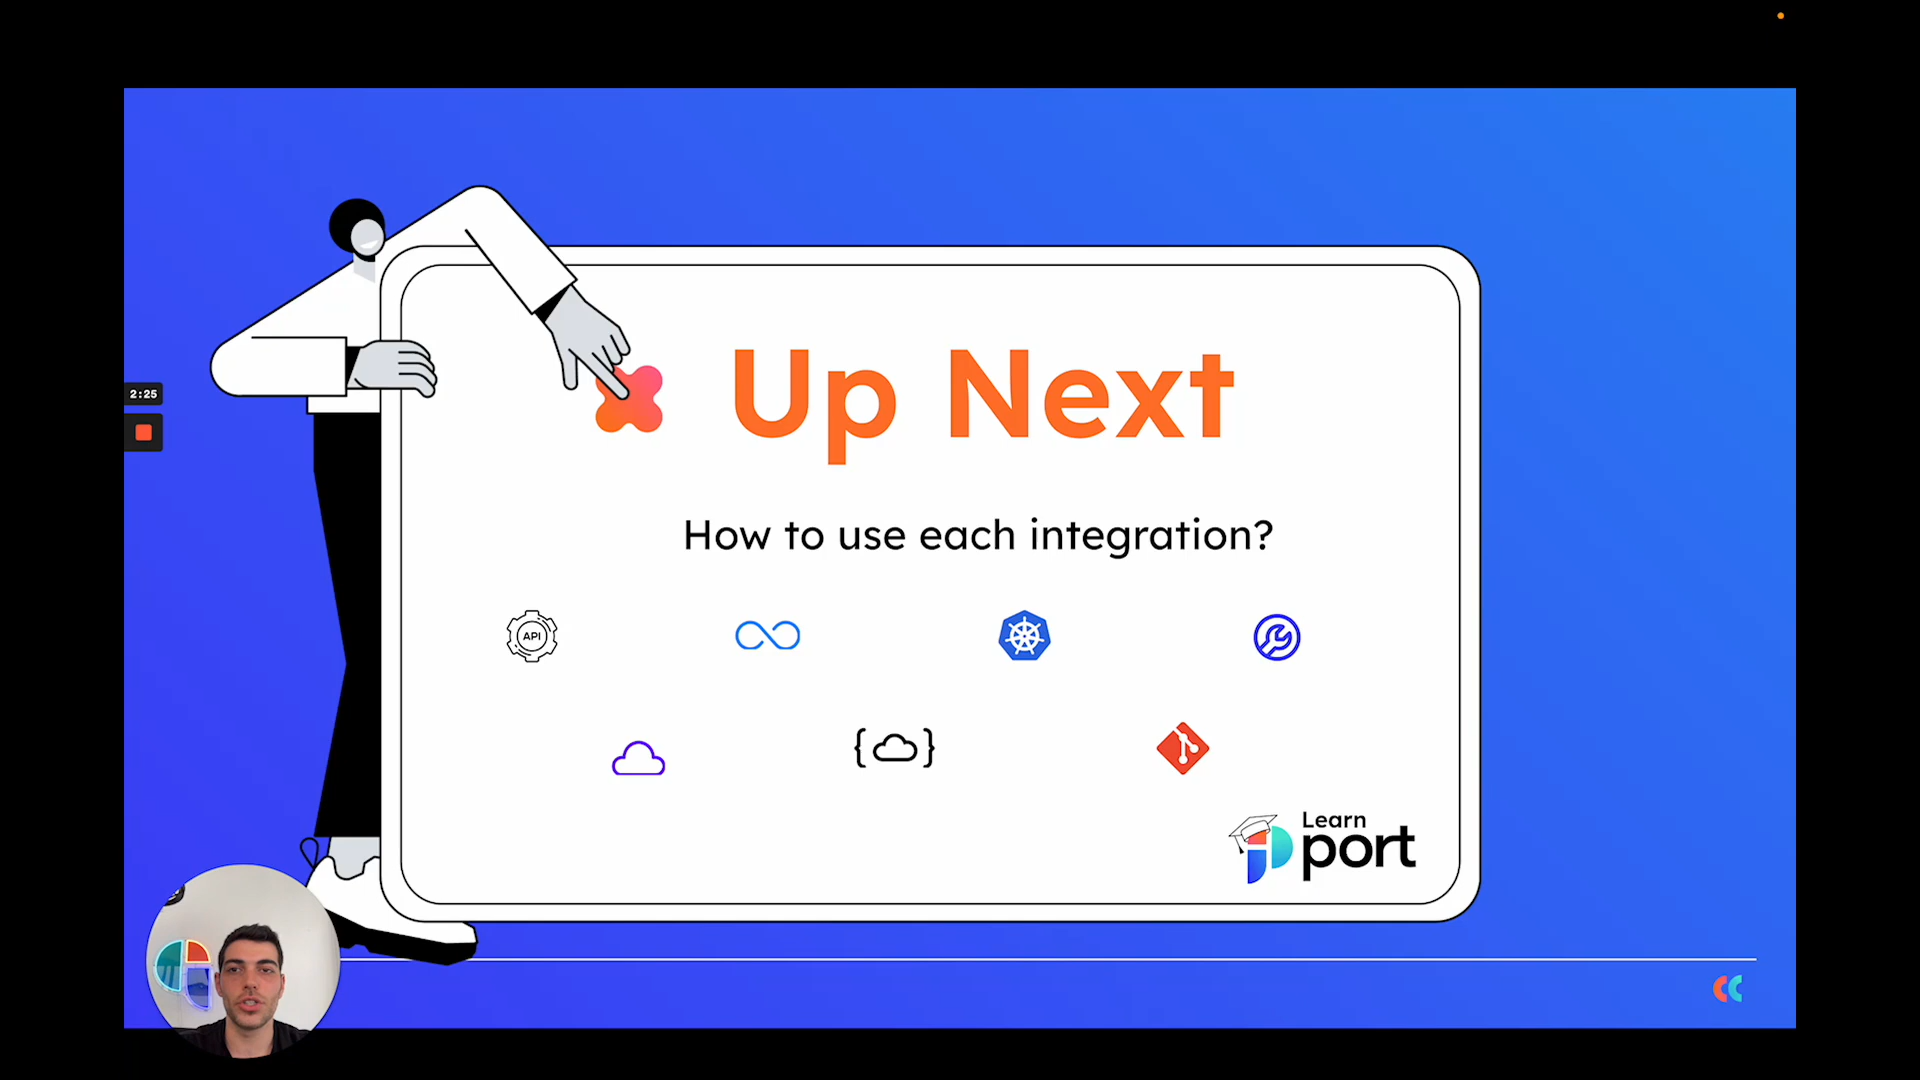 Up Next
2:25
How to use each integration?
API
Learn
port